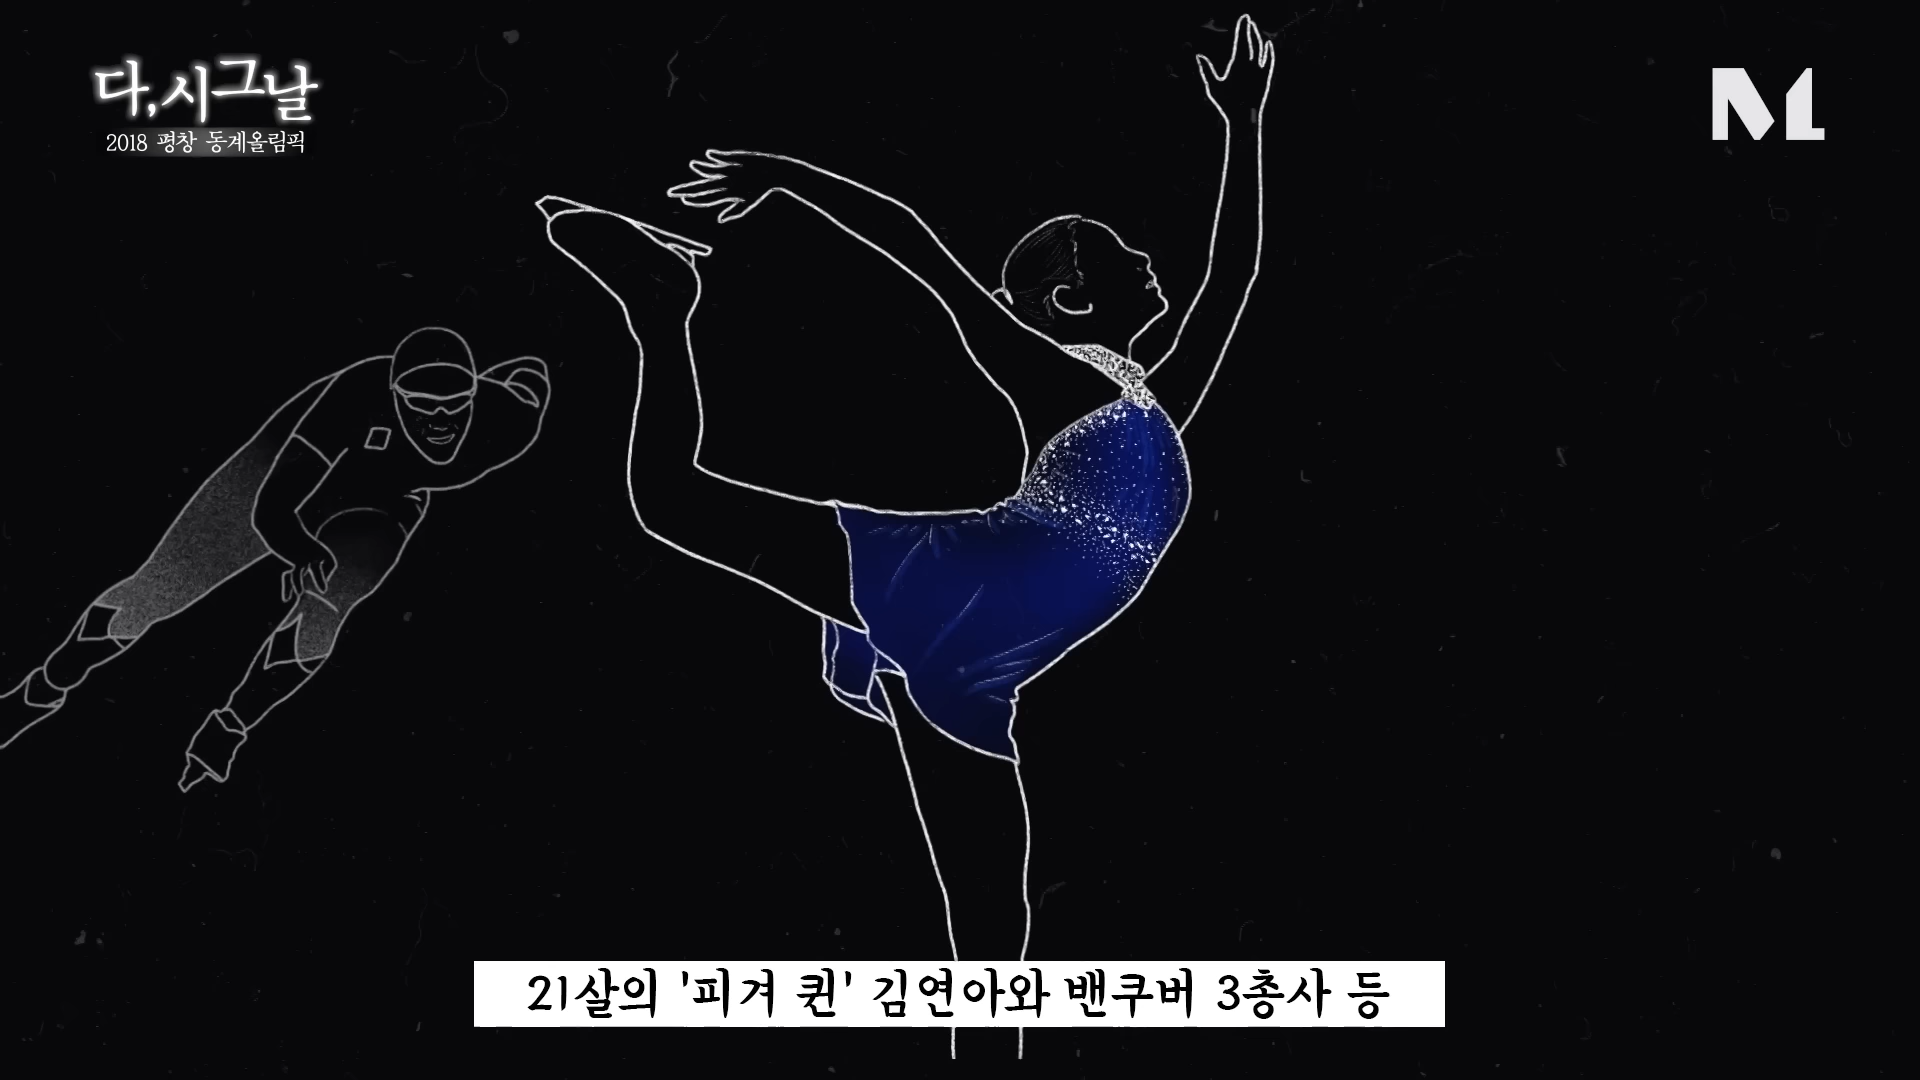 다, 시그날
2018 평창 동계올림픽
ML
21살의 '피겨 퀸' 김연아와 밴쿠버 3총사 등